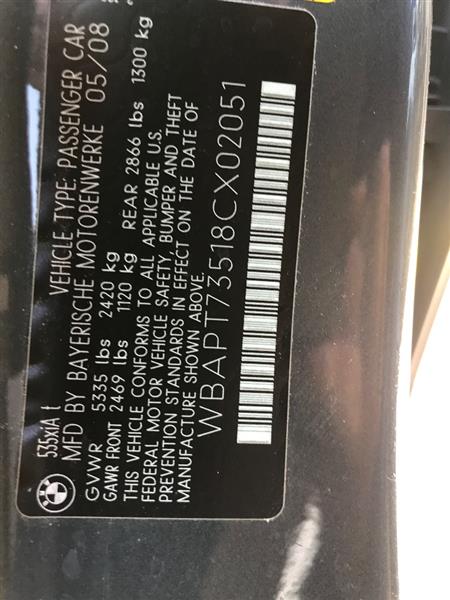 535xiA t VEHICLE TYPE: PASSENGER CAR
MFD BY BAYERISCHE MOTORENWERKE 05/08
GVWR 5335 lbs 2420 kg
GAWR FRONT 2469 lbs 1120 kg REAR 2866 lbs 1300 kg
THIS VEHICLE CONFORMS TO ALL APPLICABLE U.S.
FEDERAL MOTOR VEHICLE SAFETY, BUMPER AND THEFT
PREVENTION STANDARDS IN EFFECT ON THE DATE OF
MANUFACTURE SHOWN ABOVE.
WBAPT73518CX02051
BMW